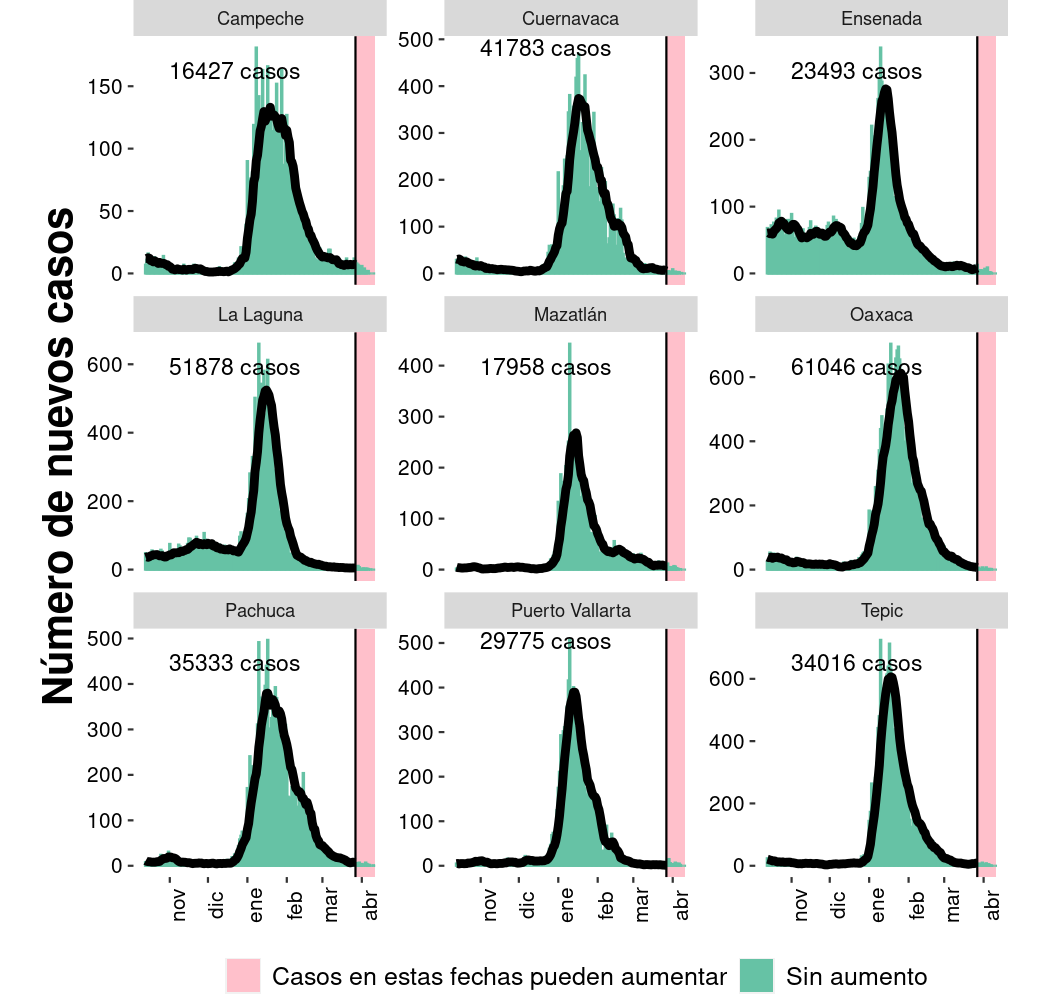 Número de nuevos casos
Campeche
16427 casos
150
100
50
0
Cuernavaca
41783 casos
500
400
300
200
100
0
Ensenada
23493 casos
300
200
100
0
La Laguna
51878 casos
600
400
200
0
Mazatlán
17958 casos
400
300
200
100
0
Oaxaca
61046 casos
600
400
200
0
Pachuca
35333 casos
500
400
300
200
100
0
nov
dic
ene
feb
mar
abr
Puerto Vallarta
29775 casos
500
400
300
200
100
0
nov
dic
ene
feb
mar
abr
Tepic
34016 casos
600
400
200
0
nov
dic
ene
feb
mar
abr
Casos en estas fechas pueden aumentar
Sin aumento